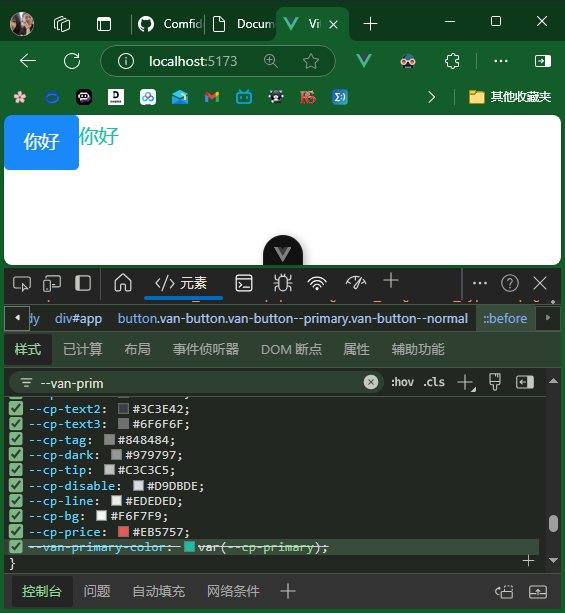 Comfid
Docum
Vi
localhost:5173
其他收藏夹
你好
你好
元素
div#app
button.van-button.van-button--primary.van-button--normal
::before
样式
已计算
布局
事件侦听器
DOM 断点
属性
辅助功能
--van-prim
:hov
.cls
--cp-text2: #3C3E42;
--cp-text3: #6F6F6F;
--cp-tag: #848484;
--cp-dark: #979797;
--cp-tip: #C3C3C5;
--cp-disable: #D9DBDE;
--cp-line: #EDEDED;
--cp-bg: #F6F7F9;
--cp-price: #EB5757;
--van-primary-color: var(--cp-primary);
}
控制台
问题
自动填充
网络条件